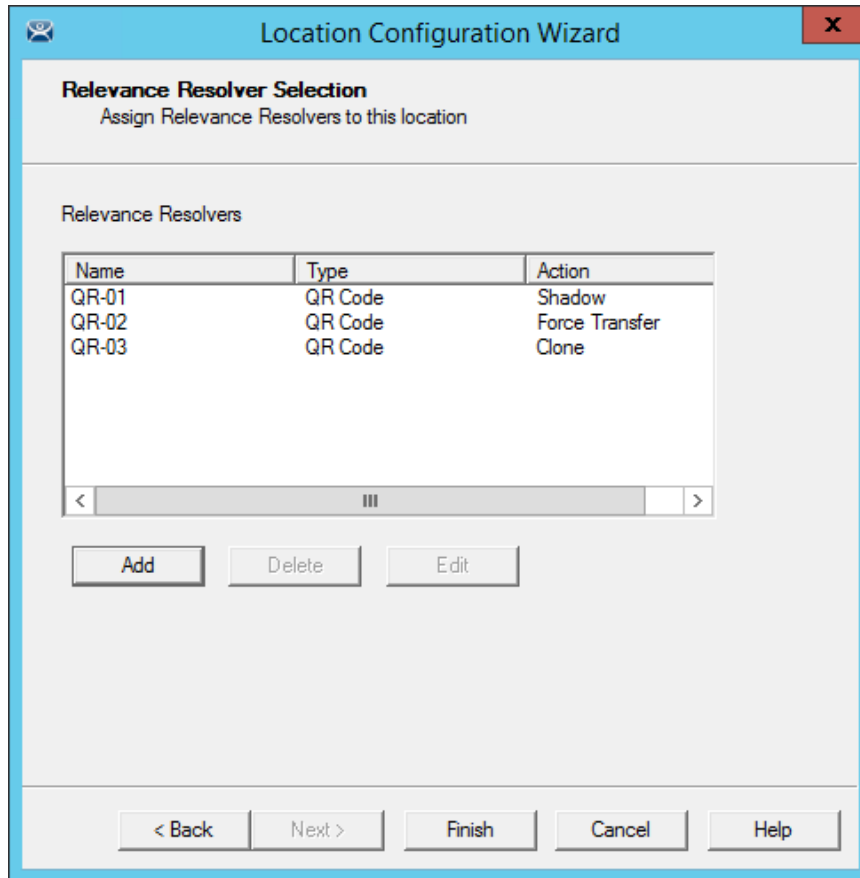 Location Configuration Wizard
x
Relevance Resolver Selection
Assign Relevance Resolvers to this location
Relevance Resolvers
Name Type Action
QR-01 QR Code Shadow
QR-02 QR Code Force Transfer
QR-03 QR Code Clone
Add Delete Edit
< Back Next > Finish Cancel Help